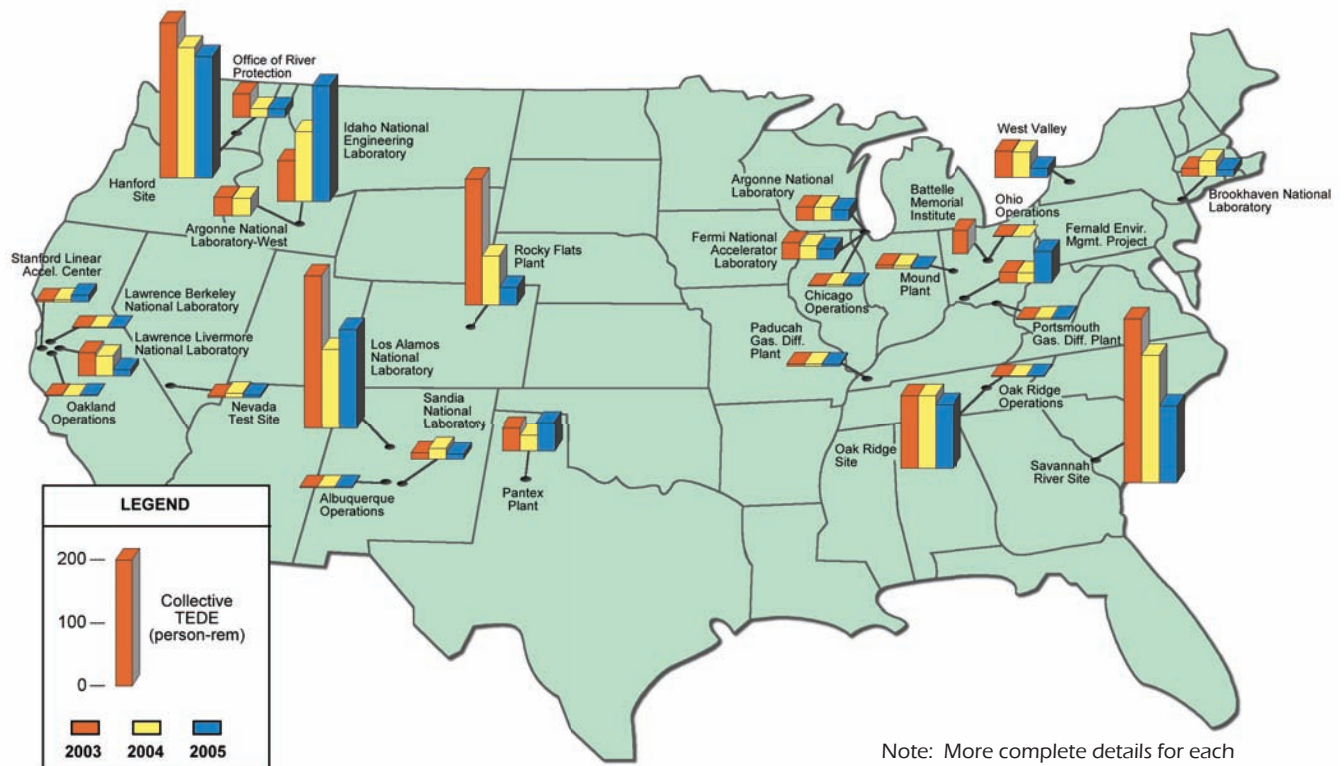 Office of River
Protection
Hanford
Site
Idaho National
Engineering
Laboratory
Argonne National
Laboratory-West
Stanford Linear
Accel. Center
Lawrence Berkeley
National Laboratory
Lawrence Livermore
National Laboratory
Oakland
Operations
Nevada
Test Site
Rocky Flats
Plant
Los Alamos
National
Laboratory
Sandia
National
Laboratory
Albuquerque
Operations
Pantex
Plant
Argonne National
Laboratory
Fermi National
Accelerator
Laboratory
Chicago
Operations
Battelle
Memorial
Institute
Mound
Plant
Paducah
Gas. Diff.
Plant
West Valley
Ohio
Operations
Fernald Envir.
Mgmt. Project
Brookhaven National
Laboratory
Portsmouth
Gas. Diff. Plant
Oak Ridge
Operations
Oak Ridge
Site
Savannah
River Site
LEGEND
200
100
0
Collective
TEDE
(person-rem)
2003 2004 2005
Note: More complete details for each